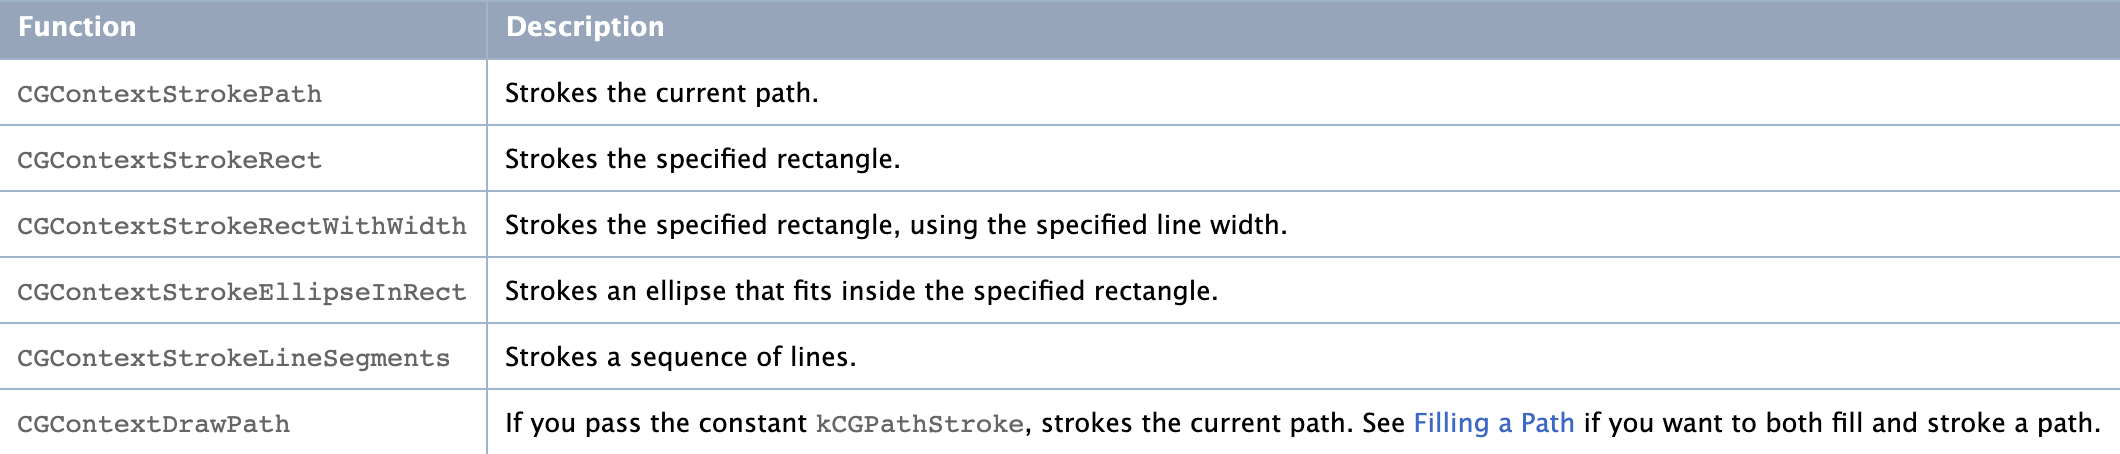 Function Description
CGContextStrokePath Strokes the current path.
CGContextStrokeRect Strokes the specified rectangle.
CGContextStrokeRectWithWidth Strokes the specified rectangle, using the specified line width.
CGContextStrokeEllipseInRect Strokes an ellipse that fits inside the specified rectangle.
CGContextStrokeLineSegments Strokes a sequence of lines.
CGContextDrawPath If you pass the constant kCGPathStroke, strokes the current path. See Filling a Path if you want to both fill and stroke a path.